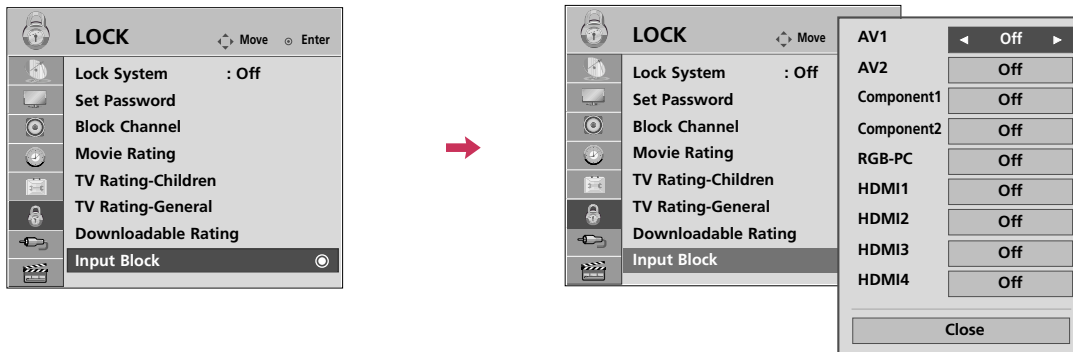 LOCK
Move
Enter
Lock System : Off
Set Password
Block Channel
Movie Rating
TV Rating-Children
TV Rating-General
Downloadable Rating
Input Block
LOCK
Move
Lock System : Off
Set Password
Block Channel
Movie Rating
TV Rating-Children
TV Rating-General
Downloadable Rating
Input Block
AV1 ◄ Off ►
AV2 Off
Component1 Off
Component2 Off
RGB-PC Off
HDMI1 Off
HDMI2 Off
HDMI3 Off
HDMI4 Off
Close